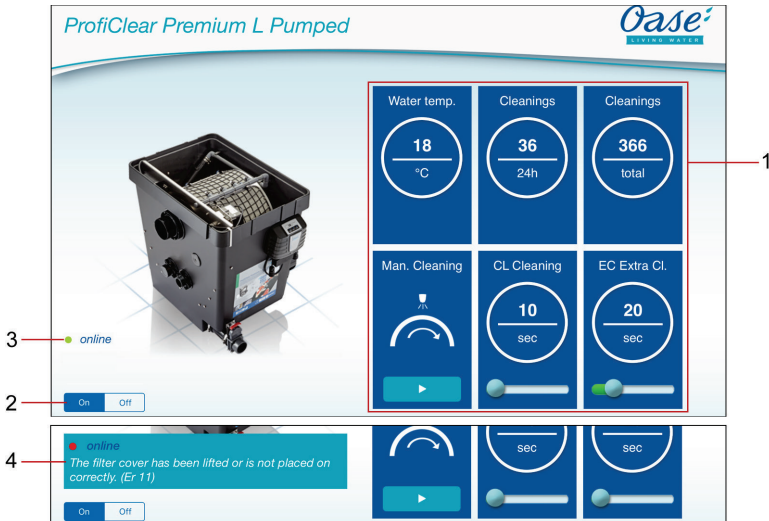 ProfiClear Premium L Pumped
Oase
LIVING WATER
Water temp.
18
°C
Cleanings
36
24h
Cleanings
366
total
1
Man. Cleaning
CL Cleaning
10
sec
EC Extra Cl.
20
sec
3
online
2
On Off
4
online
The filter cover has been lifted or is not placed on
correctly. (Er 11)
sec
sec
On Off